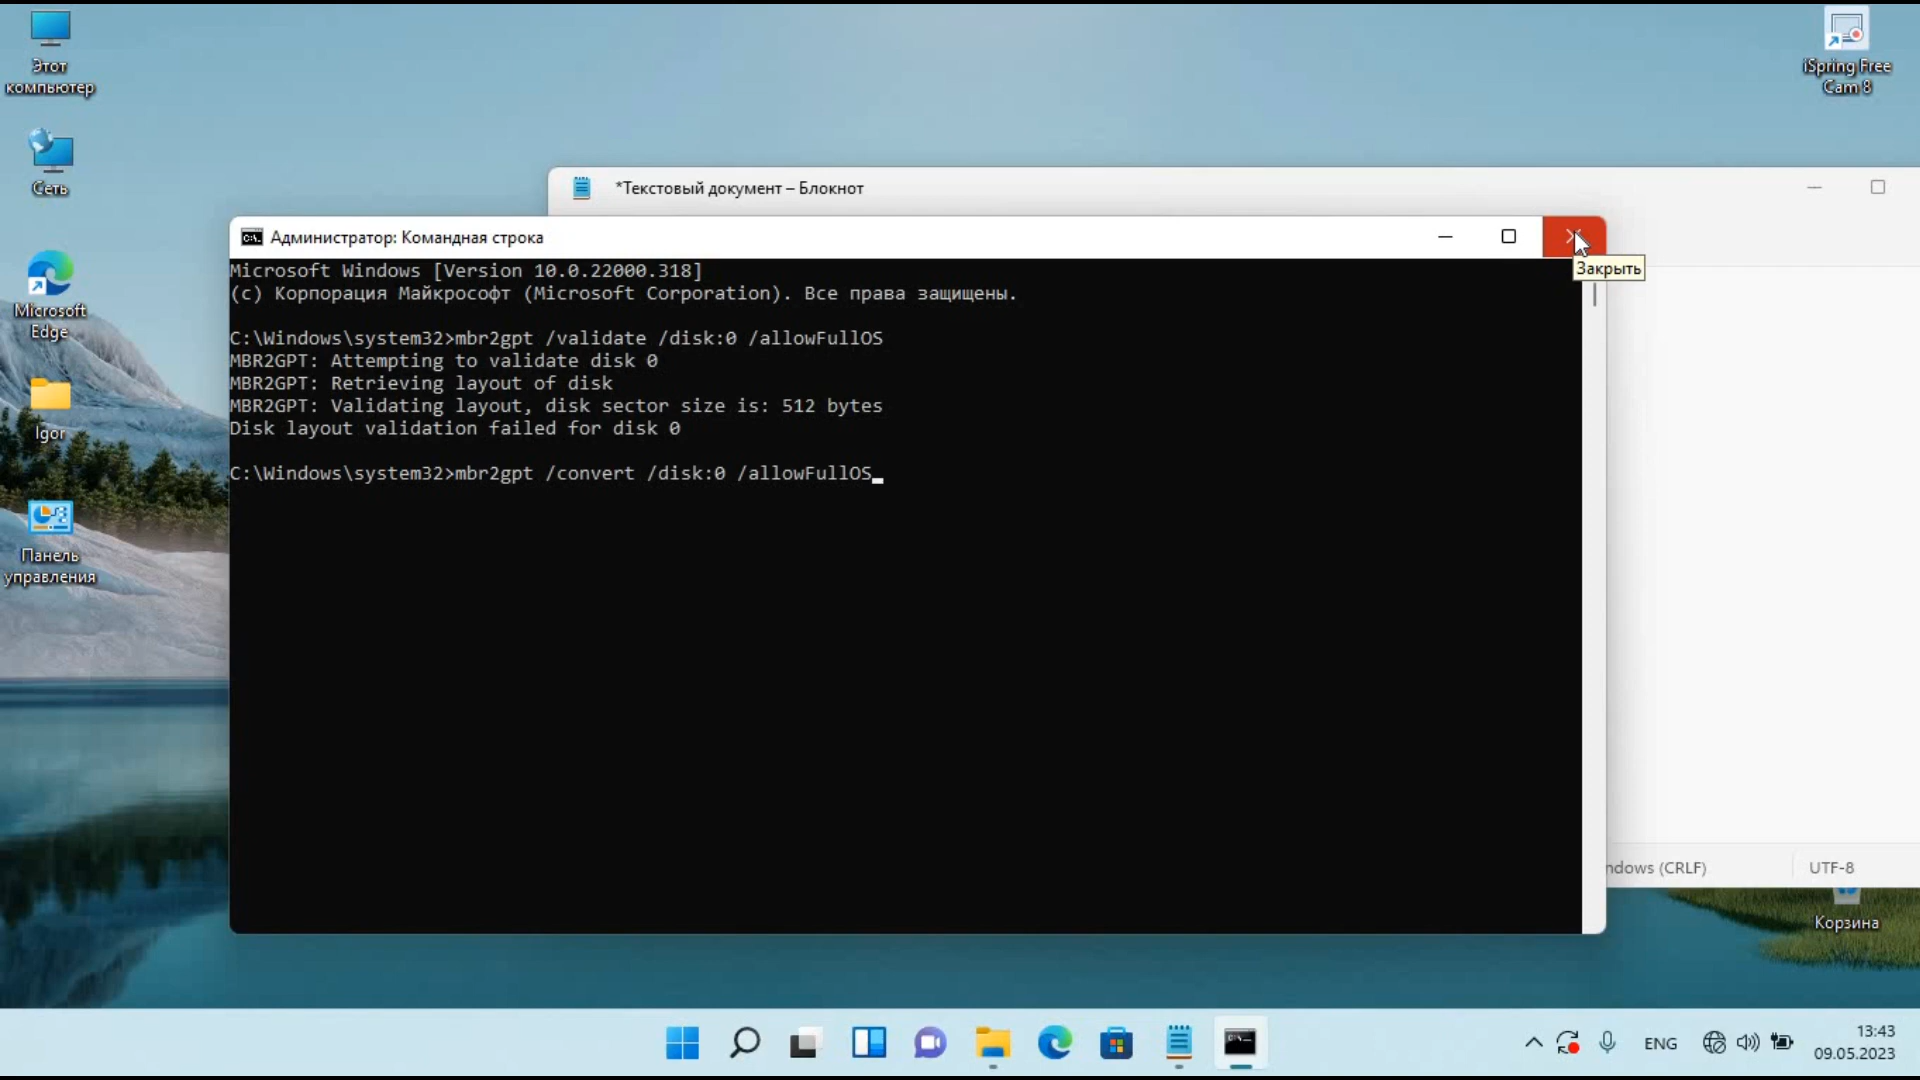 Этот
компьютер
Сеть
Microsoft
Edge
Igor
Панель
управления
iSpring Free
Cam 8
*Текстовый документ – Блокнот
Администратор: Командная строка
Закрыть
Microsoft Windows [Version 10.0.22000.318]
(c) Корпорация Майкрософт (Microsoft Corporation). Все права защищены.
C:\Windows\system32>mbr2gpt /validate /disk:0 /allowFullOS
MBR2GPT: Attempting to validate disk 0
MBR2GPT: Retrieving layout of disk
MBR2GPT: Validating layout, disk sector size is: 512 bytes
Disk layout validation failed for disk 0
C:\Windows\system32>mbr2gpt /convert /disk:0 /allowFullOS
ndows (CRLF)
UTF-8
Корзина
ENG
13:43
09.05.2023